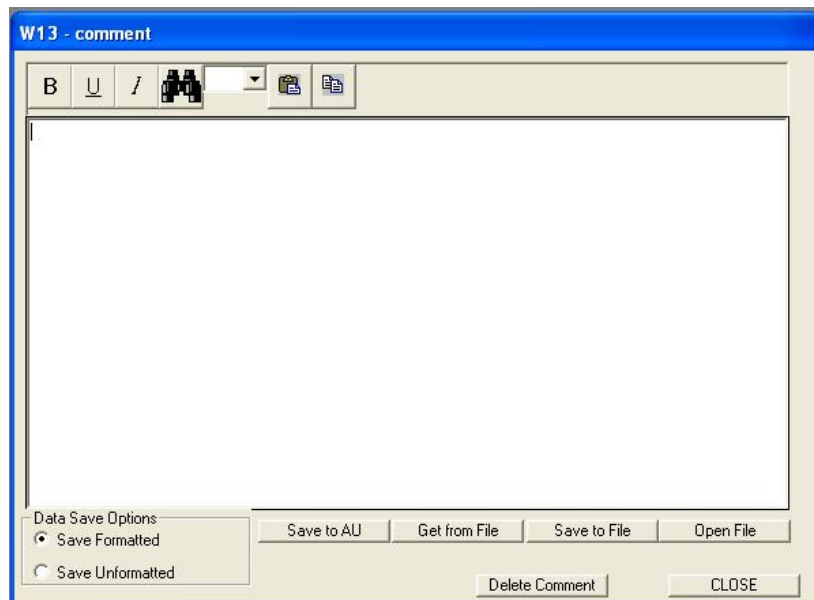 W13 - comment
B U I
Data Save Options
Save Formatted
Save Unformatted
Save to AU Get from File Save to File Open File
Delete Comment CLOSE